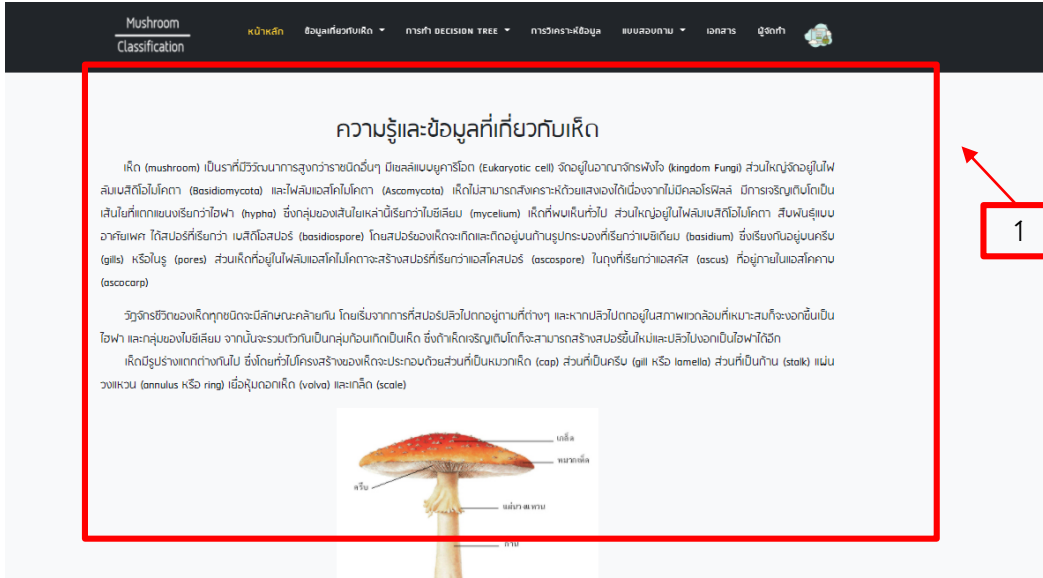 Mushroom
Classification
หน้าหลัก ข้อมูลเกี่ยวกับเห็ด การทำ DECISION TREE การวิเคราะห์ข้อมูล แบบสอบถาม เอกสาร ผู้จัดทำ
ความรู้และข้อมูลที่เกี่ยวกับเห็ด
เห็ด (mushroom) เป็นราที่มีวิวัฒนาการสูงกว่าราชนิดอื่นๆ มีเซลล์แบบยูคาริโอต (Eukaryotic cell) จัดอยู่ในอาณาจักรฟังไจ (kingdom Fungi) ส่วนใหญ่จัดอยู่ในไฟ
ลัมเบสิดิโอไมโคตา (Basidiomycota) และไฟลัมแอสโคไมโคตา (Ascomycota) เห็ดไม่สามารถสังเคราะห์ด้วยแสงเองได้เนื่องจากไม่มีคลอโรฟิลล์ มีการเจริญเติบโตเป็น
เส้นใยที่แตกแขนงเรียกว่าไฮฟา (hypha) ซึ่งกลุ่มของเส้นใยเหล่านี้เรียกว่าไมซีเลียม (mycelium) เห็ดที่พบเห็นทั่วไป ส่วนใหญ่อยู่ในไฟลัมเบสิดิโอไมโคตา สืบพันธุ์แบบ
อาศัยเพศ ได้สปอร์ที่เรียกว่า เบสิดิโอสปอร์ (basidiospore) โดยสปอร์ของเห็ดจะเกิดและติดอยู่บนก้านรูปกระบองที่เรียกว่าเบซิเดียม (basidium) ซึ่งเรียงกันอยู่บนครีบ
(gills) หรือในรู (pores) ส่วนเห็ดที่อยู่ในไฟลัมแอสโคไมโคตาจะสร้างสปอร์ที่เรียกว่าแอสโคสปอร์ (ascospore) ในถุงที่เรียกว่าแอสคัส (ascus) ที่อยู่ภายในแอสโคคาบ
(ascocarp)
วัฏจักรชีวิตของเห็ดทุกชนิดจะมีลักษณะคล้ายกัน โดยเริ่มจากการที่สปอร์ปลิวไปตกอยู่ตามที่ต่างๆ และหากปลิวไปตกอยู่ในสภาพแวดล้อมที่เหมาะสมก็จะงอกขึ้นเป็น
ไฮฟา และกลุ่มของไมซีเลียม จากนั้นจะรวมตัวกันเป็นกลุ่มก้อนเกิดเป็นเห็ด ซึ่งถ้าเห็ดเจริญเติบโตก็จะสามารถสร้างสปอร์ขึ้นใหม่และปลิวไปงอกเป็นไฮฟาได้อีก
เห็ดมีรูปร่างแตกต่างกันไป ซึ่งโดยทั่วไปโครงสร้างของเห็ดจะประกอบด้วยส่วนที่เป็นหมวกเห็ด (cap) ส่วนที่เป็นครีบ (gill หรือ lamella) ส่วนที่เป็นก้าน (stalk) แผ่น
วงแหวน (annulus หรือ ring) เยื่อหุ้มดอกเห็ด (volva) และเกล็ด (scale)
เกล็ด
หมวกเห็ด
ครีบ
แผ่นวงแหวน
ก้าน
1